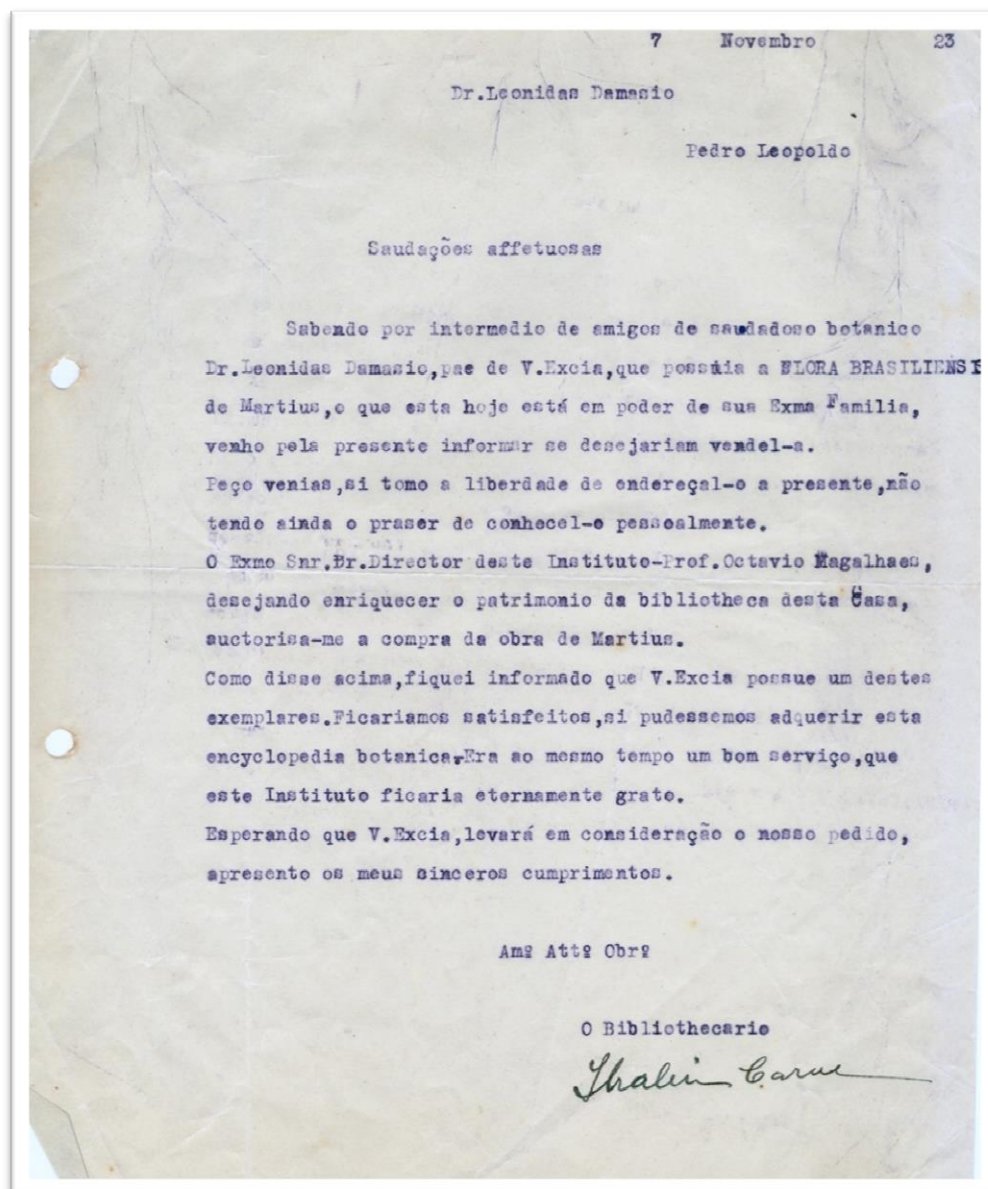 7 Novembro 23
Dr.Leonidas Damasio
Pedro Leopoldo
Saudações affetuosas
Sabendo por intermedio de amigos de saudadoso botanico
Dr.Leonidas Damasio,pae de V.Excia,que possuia a FLORA BRASILIENSI
de Martius,e que esta hoje está em poder de sua Exma Familia,
venho pela presente informar se desejariam vendel-a.
Peço venias,si tomo a liberdade de endereçal-o a presente,não
tendo ainda o praser de conhecel-o pessoalmente.
O Exmo Snr.Dr.Director deste Instituto-Prof.Octavio Magalhaes,
desejando enriquecer o patrimonio da bibliotheca desta Casa,
auctorisa-me a compra da obra de Martius.
Como disse acima,fiquei informado que V.Excia possue um destes
exemplares.Ficariamos satisfeitos,si pudessemos adquerir esta
encyclopedia botanica.Era ao mesmo tempo um bom serviço,que
este Instituto ficaria eternamente grato.
Esperando que V.Excia,levará em consideração o nosso pedido,
apresento os meus sinceros cumprimentos.
Amº Attº Obrº
O Bibliothecario